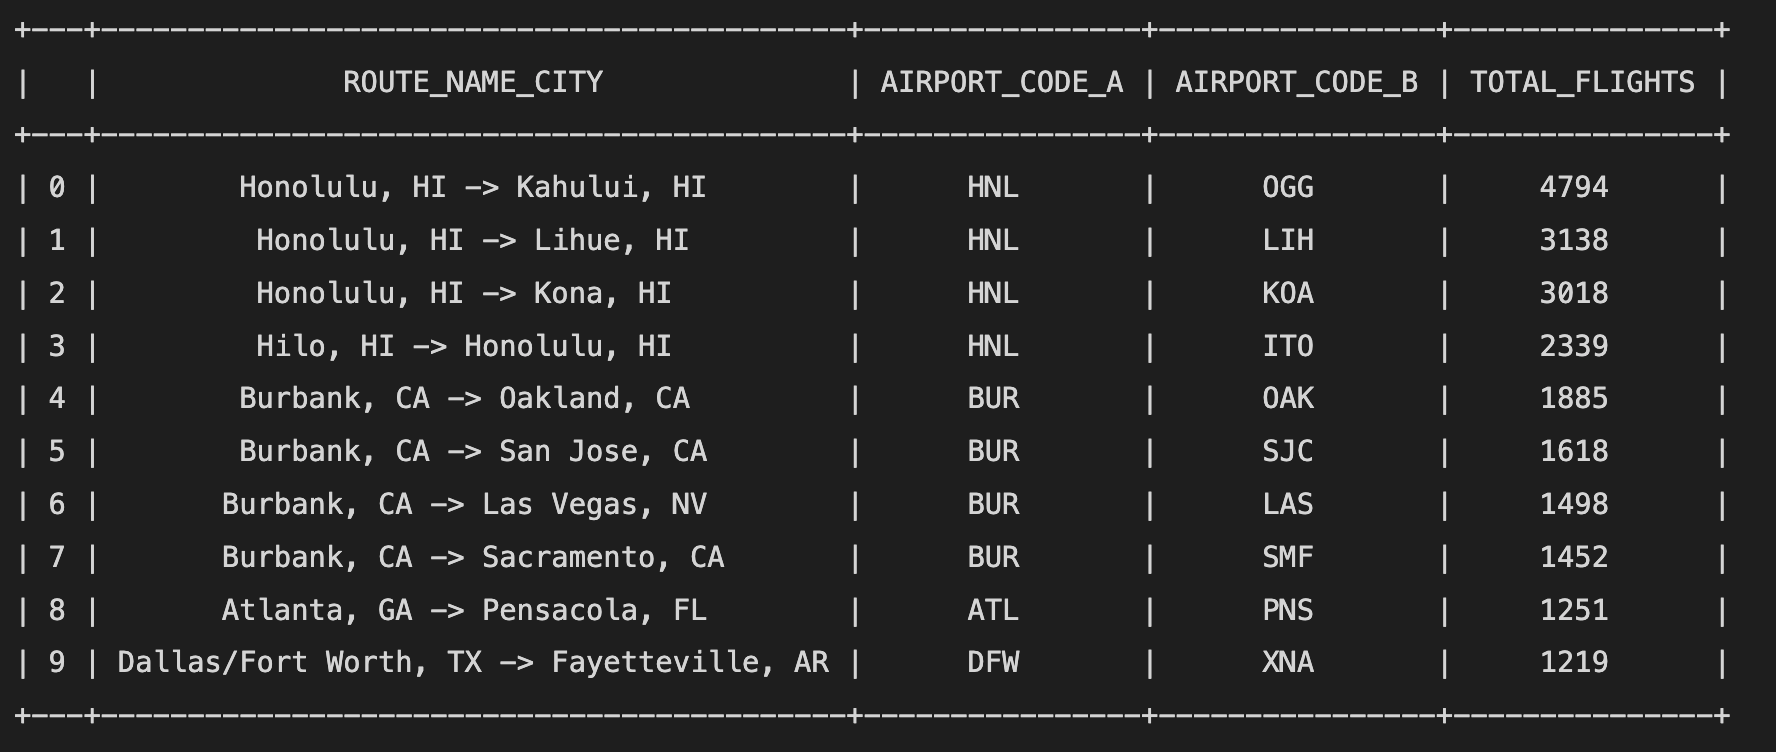 +---+-------------------------------------------+----------------+----------------+---------------+
|   |              ROUTE_NAME_CITY              | AIRPORT_CODE_A | AIRPORT_CODE_B | TOTAL_FLIGHTS |
+---+-------------------------------------------+----------------+----------------+---------------+
| 0 |        Honolulu, HI -> Kahului, HI        |      HNL       |      OGG       |     4794      |
| 1 |         Honolulu, HI -> Lihue, HI         |      HNL       |      LIH       |     3138      |
| 2 |         Honolulu, HI -> Kona, HI          |      HNL       |      KOA       |     3018      |
| 3 |         Hilo, HI -> Honolulu, HI          |      HNL       |      ITO       |     2339      |
| 4 |        Burbank, CA -> Oakland, CA         |      BUR       |      OAK       |     1885      |
| 5 |        Burbank, CA -> San Jose, CA        |      BUR       |      SJC       |     1618      |
| 6 |       Burbank, CA -> Las Vegas, NV        |      BUR       |      LAS       |     1498      |
| 7 |       Burbank, CA -> Sacramento, CA       |      BUR       |      SMF       |     1452      |
| 8 |       Atlanta, GA -> Pensacola, FL        |      ATL       |      PNS       |     1251      |
| 9 | Dallas/Fort Worth, TX -> Fayetteville, AR |      DFW       |      XNA       |     1219      |
+---+-------------------------------------------+----------------+----------------+---------------+